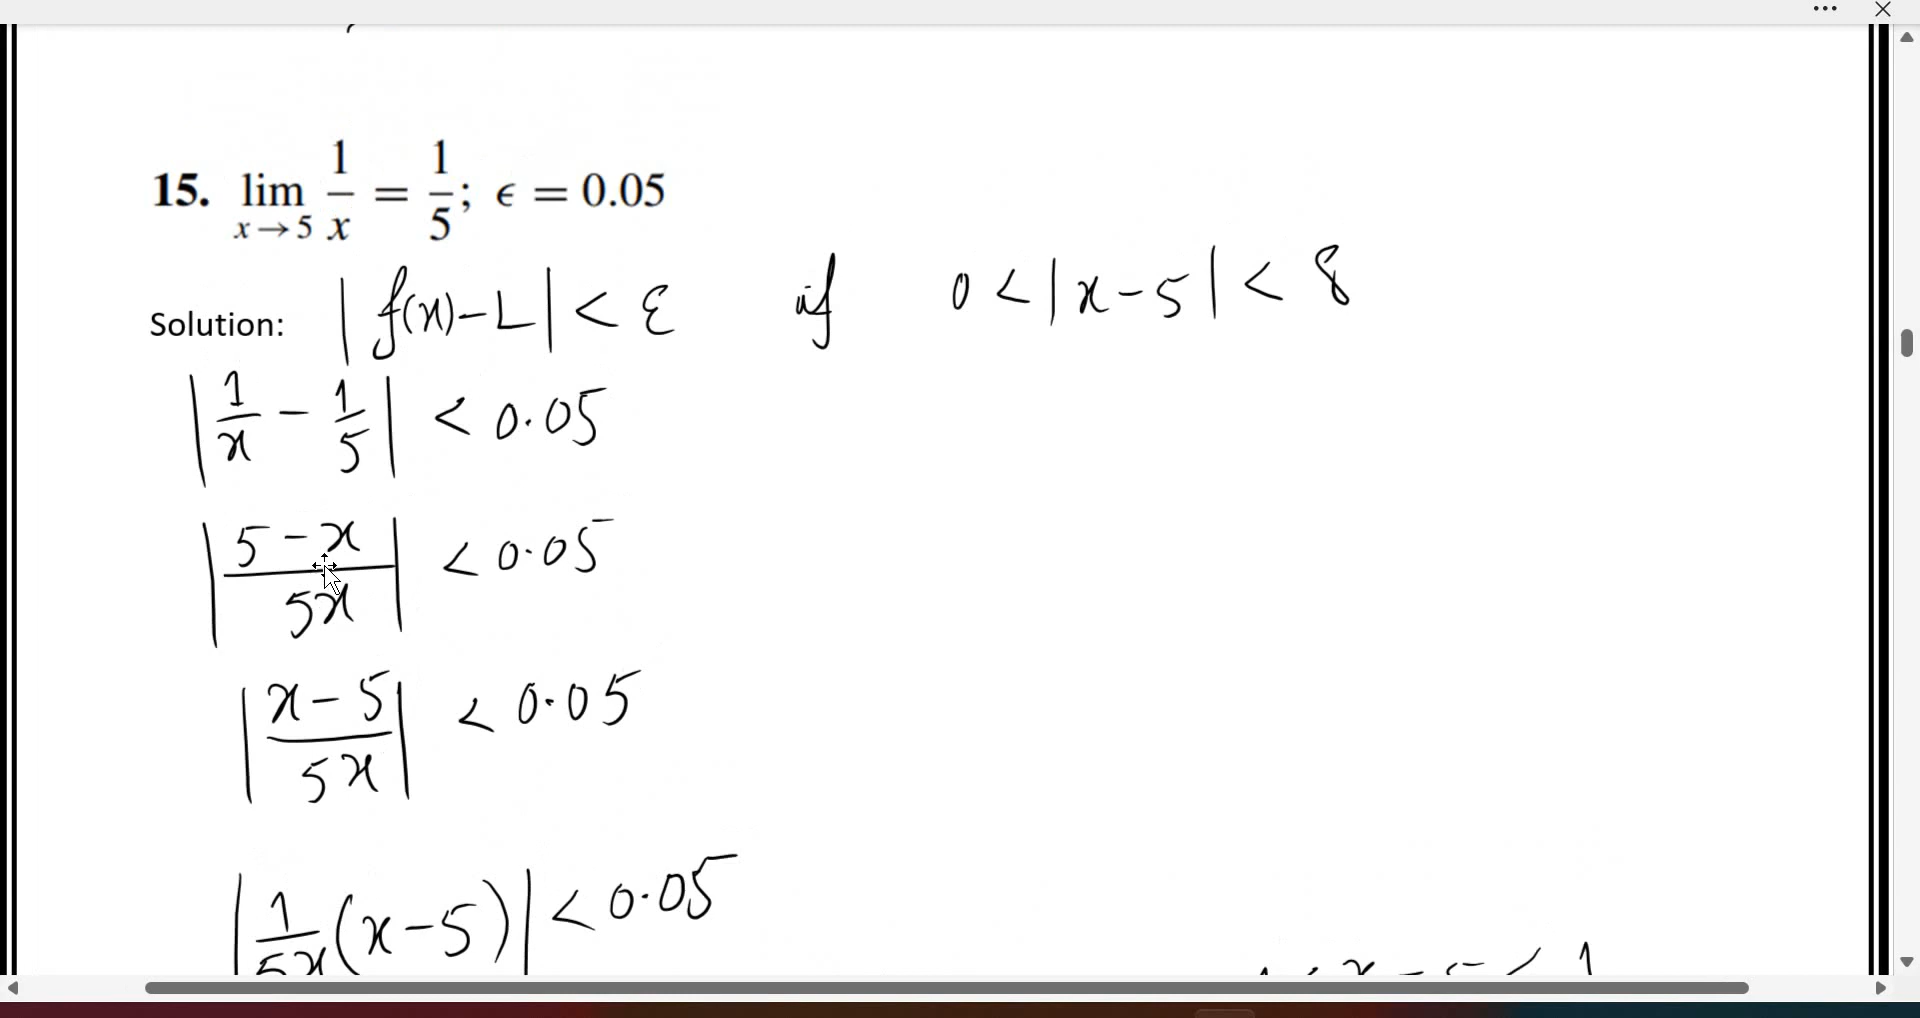 15. lim x→5 1/x = 1/5; ϵ = 0.05
Solution: |f(x)-L| < ε if 0 < |x-5| < δ
|1/x - 1/5| < 0.05
|(5-x)/5x| < 0.05
|(x-5)/5x| < 0.05
|1/5x (x-5)| < 0.05